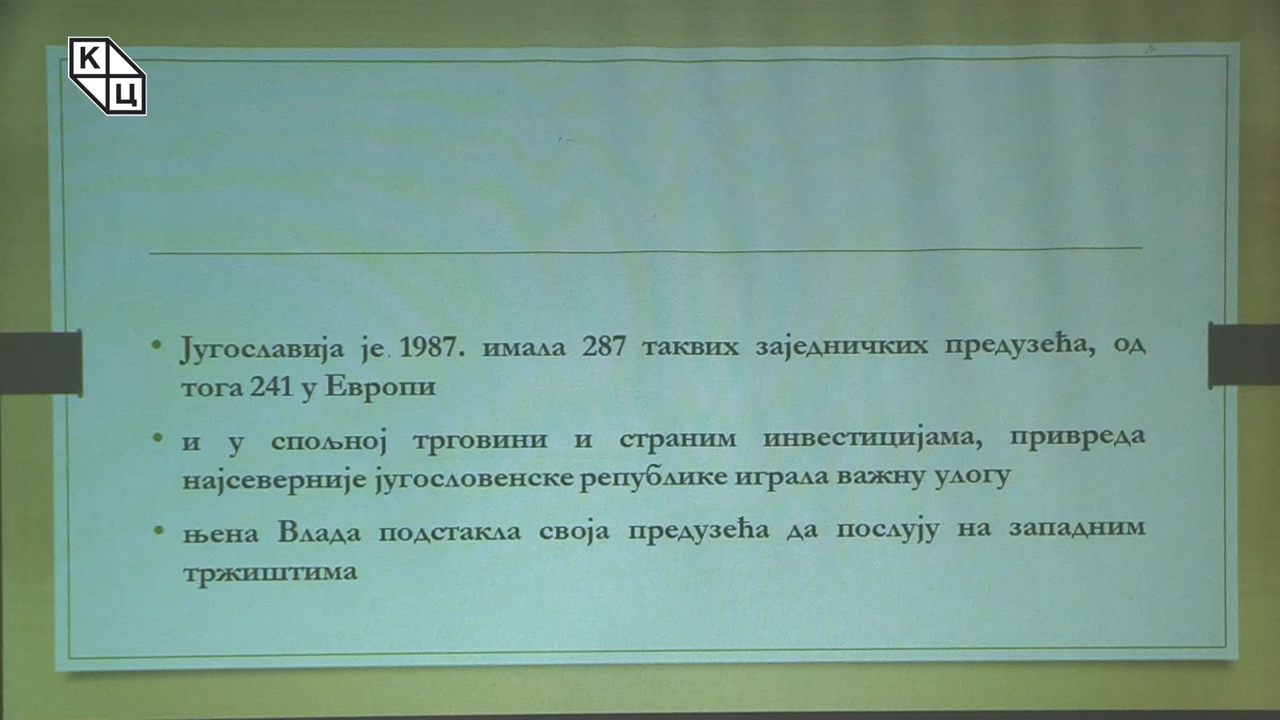 К
Ц
Југославија је 1987. имала 287 таквих заједничких предузећа, од
тога 241 у Европи
и у спољној трговини и страним инвестицијама, привреда
најсеверније југословенске републике играла важну улогу
њена Влада подстакла своја предузећа да послују на западним
тржиштима